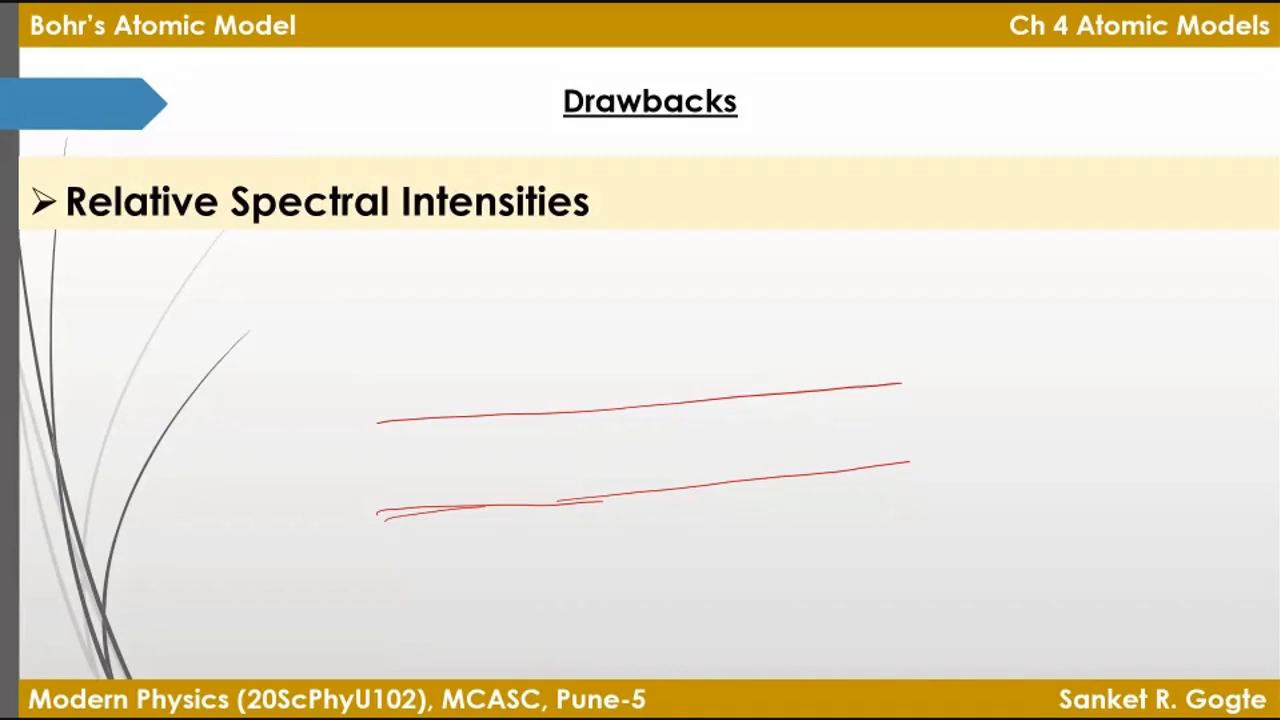 Bohr's Atomic Model
Ch 4 Atomic Models
Drawbacks
➢ Relative Spectral Intensities
Modern Physics (20ScPhyU102), MCASC, Pune-5
Sanket R. Gogte